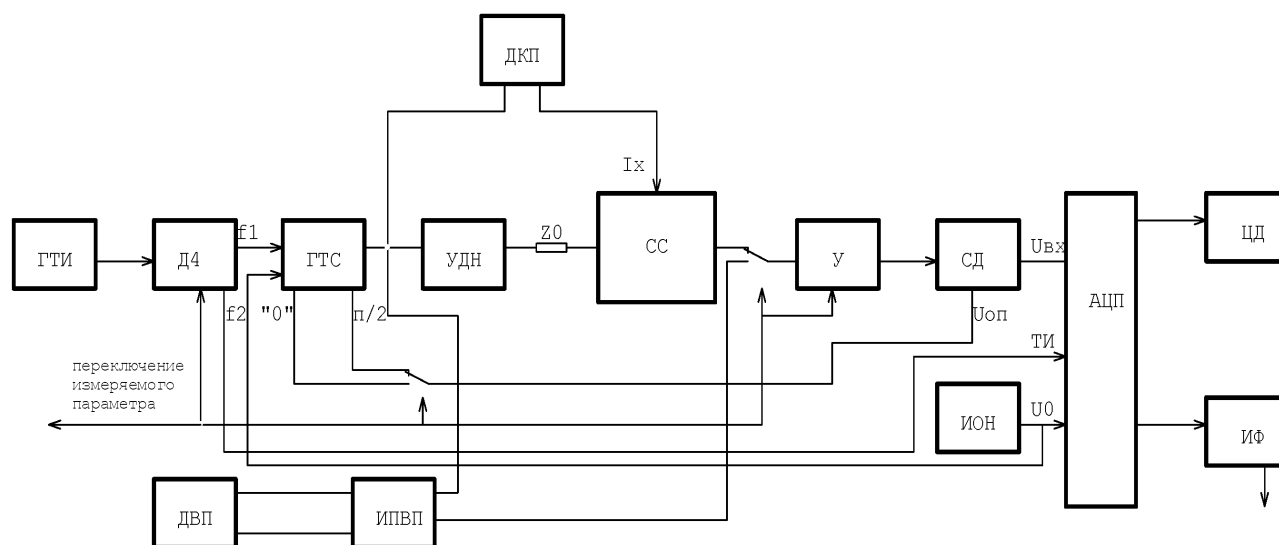 ДКП
Ix
ГТИ
Д4
f1
ГТС
УДН
Z0
СС
У
СД
Uвх
АЦП
ЦД
f2
"0"
п/2
Uоп
ТИ
переключение
измеряемого
параметра
ИОН
U0
ИФ
ДВП
ИПВП